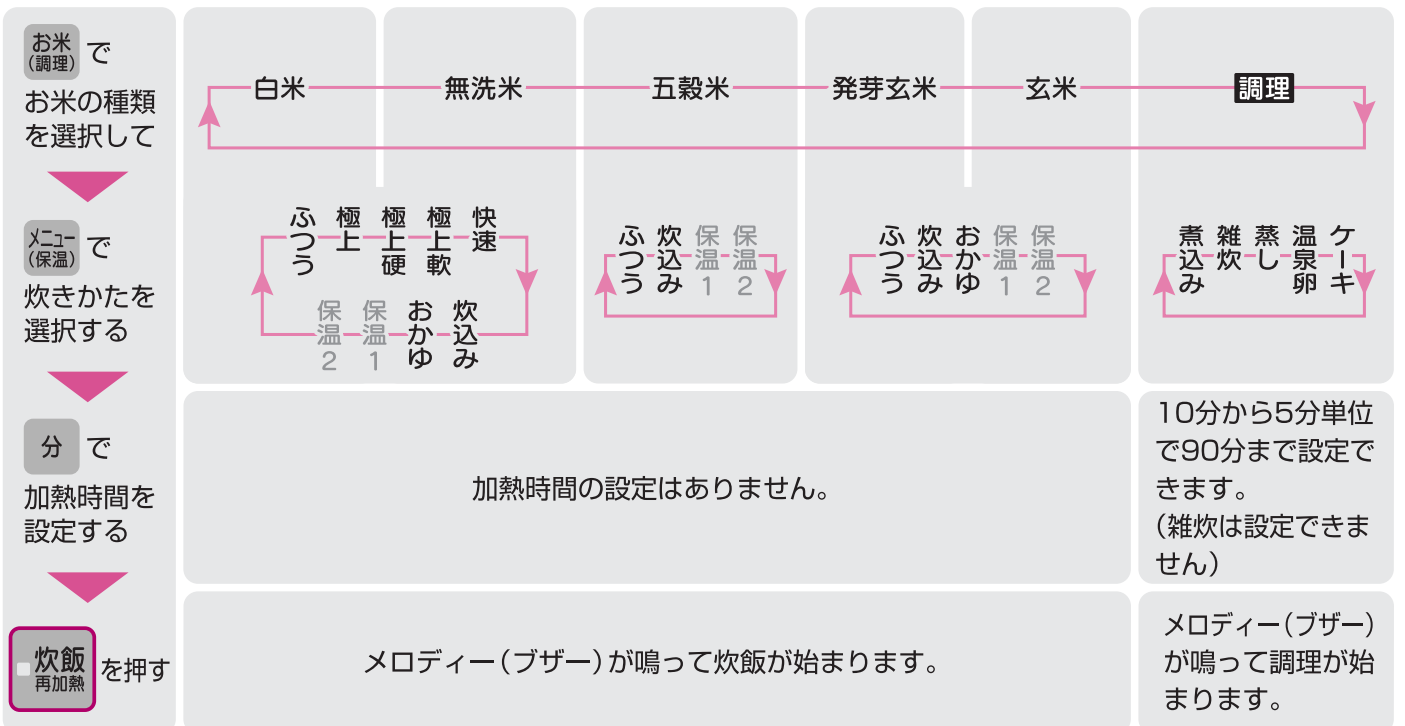 お米
(調理) で
お米の種類
を選択して
白米 無洗米 五穀米 発芽玄米 玄米 調理
メニュー
(保温) で
炊きかたを
選択する
ふつう 極上 極上硬 極上軟 快速
保温2 保温1 おかゆ 炊込み
ふつう 炊込み 保温1 保温2
ふつう 炊込み おかゆ 保温1 保温2
煮込み 雑炊 蒸し 温泉卵 ケーキ
分 で
加熱時間を
設定する
加熱時間の設定はありません。
10分から5分単位
で90分まで設定で
きます。
(雑炊は設定できま
せん)
炊飯
再加熱 を押す
メロディー(ブザー)が鳴って炊飯が始まります。
メロディー(ブザー)
が鳴って調理が始
まります。